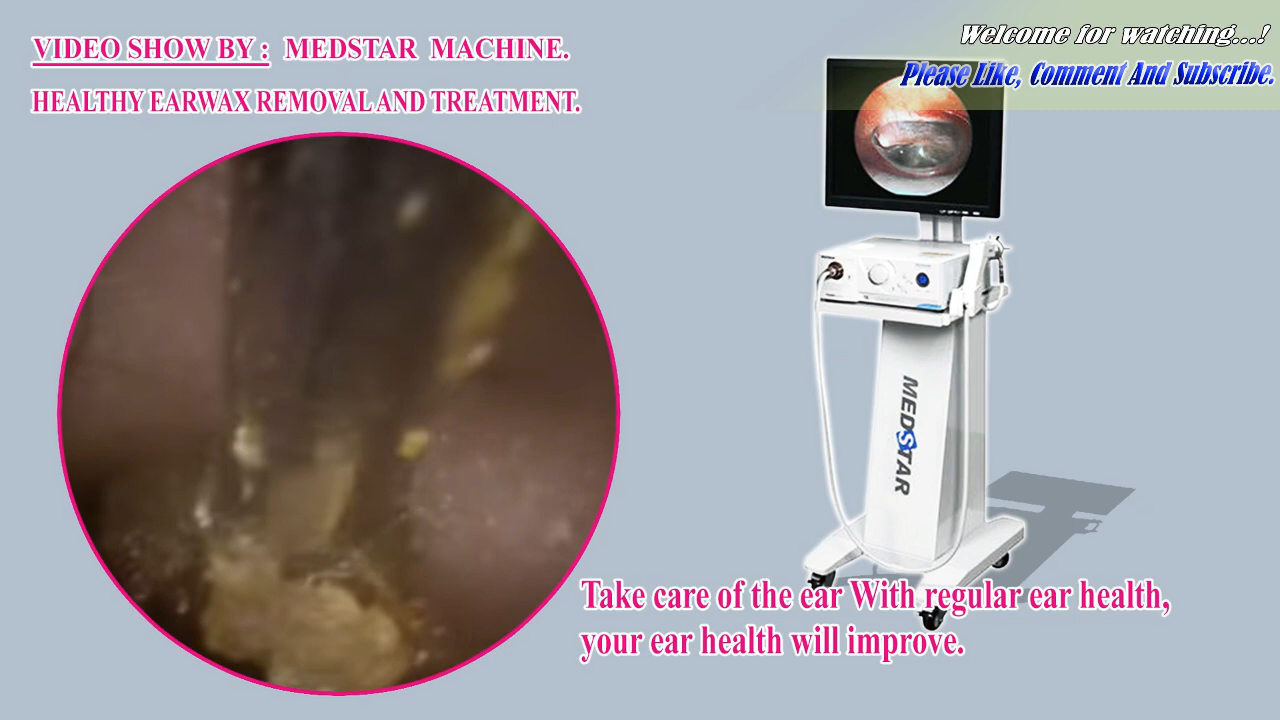 VIDEO SHOW BY : MEDSTAR MACHINE.
HEALTHY EARWAX REMOVAL AND TREATMENT.
Welcome for watching...!
Please Like, Comment And Subscribe.
MEDSTAR
Take care of the ear With regular ear health,
your ear health will improve.